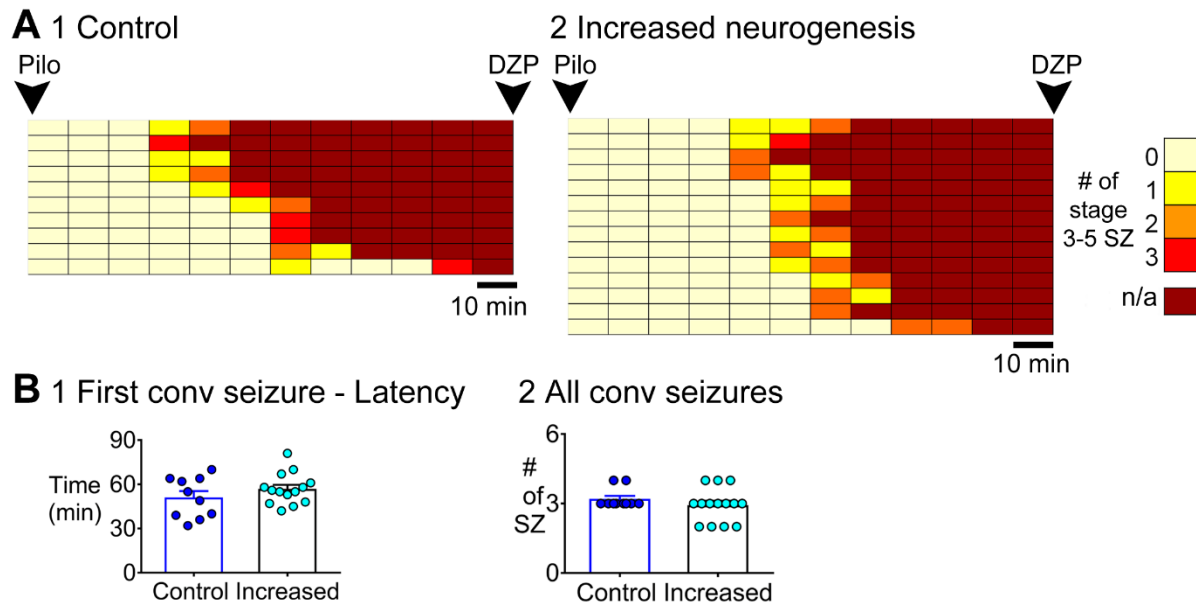 A 1 Control
2 Increased neurogenesis
Pilo
DZP
Pilo
DZP
10 min
10 min
# of
stage
3-5 SZ
0
1
2
3
n/a
B 1 First conv seizure - Latency
2 All conv seizures
Time
(min)
90
60
30
0
Control Increased
#
of
SZ
6
3
0
Control Increased